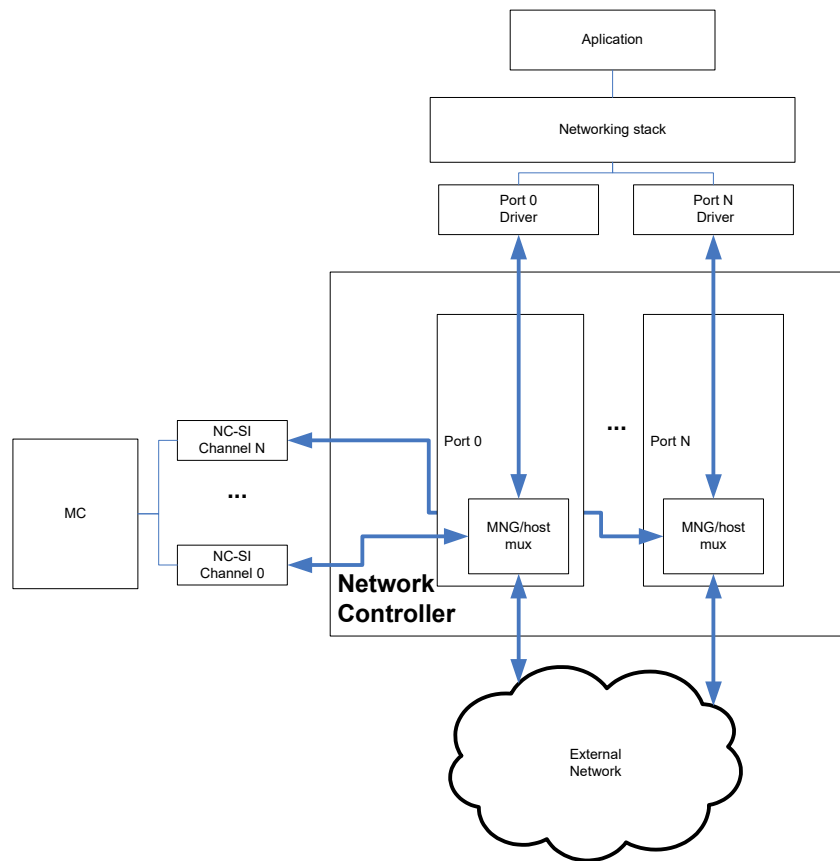 Aplication
Networking stack
Port 0
Driver
Port N
Driver
NC-SI
Channel N
Port 0
...
Port N
...
MC
MNG/host
mux
MNG/host
mux
NC-SI
Channel 0
Network
Controller
External
Network